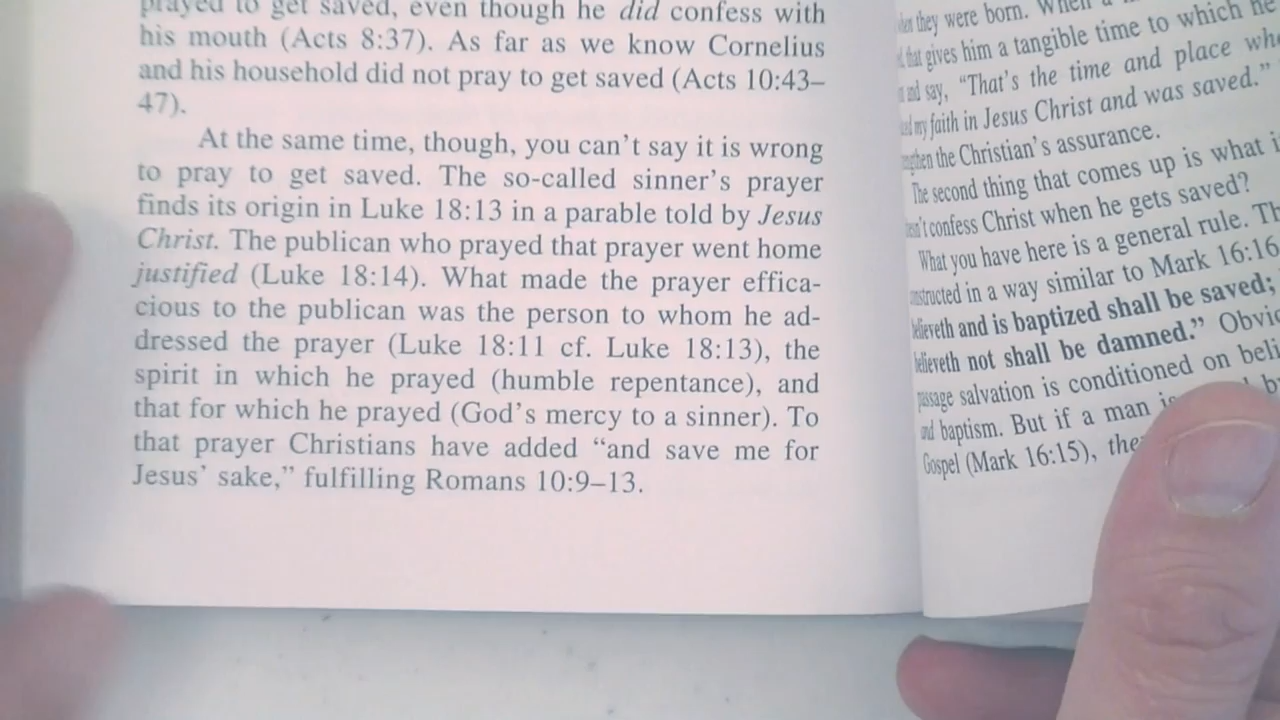 prayed to get saved, even though he did confess with
his mouth (Acts 8:37). As far as we know Cornelius
and his household did not pray to get saved (Acts 10:43–
47).
At the same time, though, you can't say it is wrong
to pray to get saved. The so-called sinner's prayer
finds its origin in Luke 18:13 in a parable told by Jesus
Christ. The publican who prayed that prayer went home
justified (Luke 18:14). What made the prayer effica-
cious to the publican was the person to whom he ad-
dressed the prayer (Luke 18:11 cf. Luke 18:13), the
spirit in which he prayed (humble repentance), and
that for which he prayed (God's mercy to a sinner). To
that prayer Christians have added “and save me for
Jesus' sake,” fulfilling Romans 10:9–13.
they were born. When a
that gives him a tangible time to which he
and say, “That's the time and place
my faith in Jesus Christ and was saved.”
the Christian's assurance.
The second thing that comes up is what
confess Christ when he gets saved?
What you have here is a general rule.
in a way similar to Mark 16:16
believeth and is baptized shall be saved;
believeth not shall be damned.”
passage salvation is conditioned on
and baptism. But if a man
Gospel (Mark 16:15),